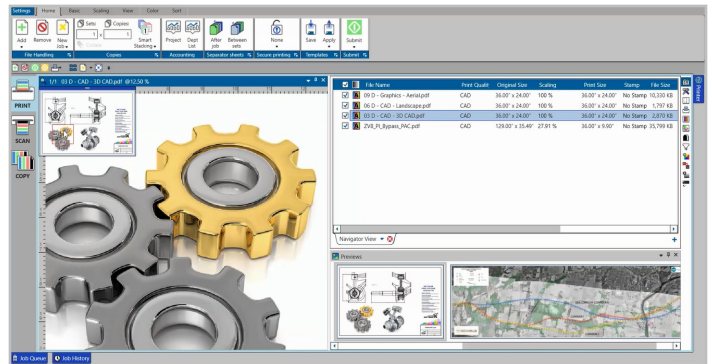 Settings Home Basic Scaling View Color Sort
Sets: Copies:
1 x 1
Collate
Add Remove New Job Smart Stacking Project Dept List After job Between sets None Save Apply Submit
File Handling Copies Accounting Separator sheets Secure printing Templates Submit
1/1 03 D - CAD - 3D CAD.pdf @12,50 %
Printer
PRINT
SCAN
COPY
File Name Print Qualit Original Size Scaling Print Size Stamp File Size
09 D - Graphics - Aerial.pdf CAD 36.00" x 24.00" 100 % 36.00" x 24.00" No Stamp 10,330 KB
06 D - CAD - Landscape.pdf CAD 36.00" x 24.00" 100 % 36.00" x 24.00" No Stamp 1,797 KB
03 D - CAD - 3D CAD.pdf CAD 36.00" x 24.00" 100 % 36.00" x 24.00" No Stamp 2,870 KB
ZV8_PI_Bypass_PAC.pdf CAD 129.00" x 35.49" 27.91 % 36.00" x 9.90" No Stamp 35,799 KB
Navigator View
Previews
Job Queue Job History